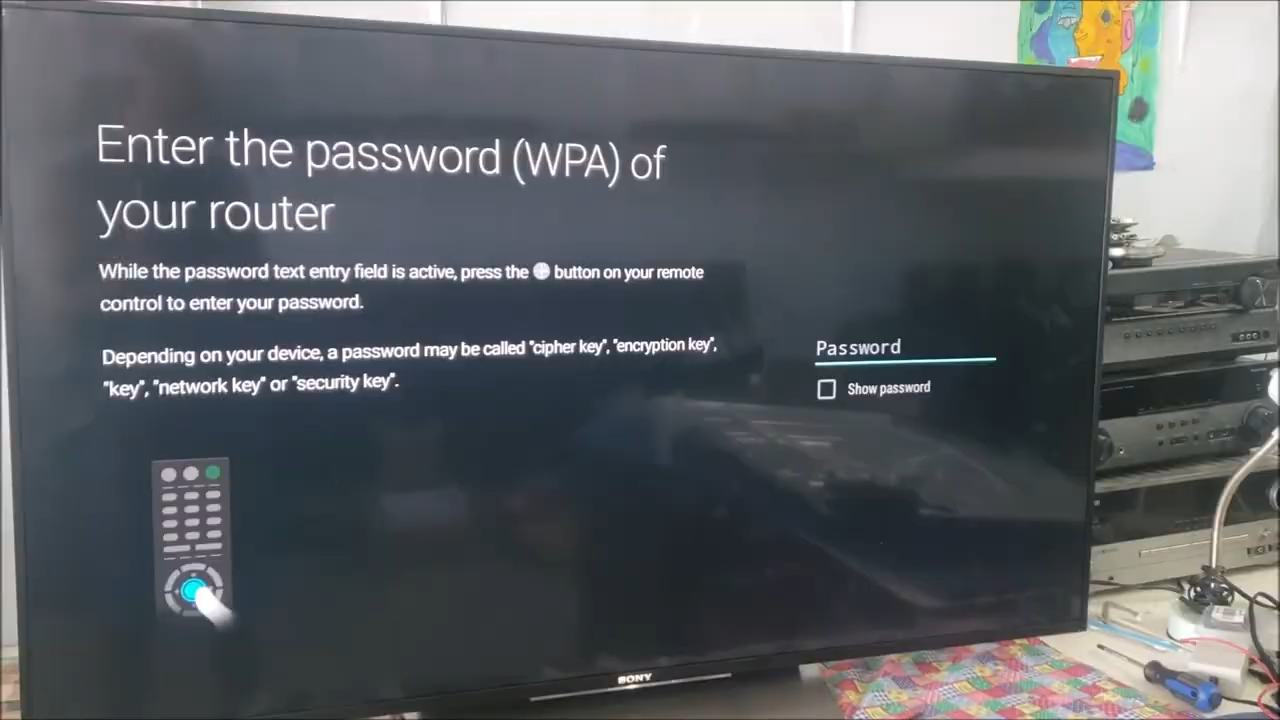 Enter the password (WPA) of
your router
While the password text entry field is active, press the button on your remote
control to enter your password.
Depending on your device, a password may be called "cipher key", "encryption key",
"key", "network key" or "security key".
Password
Show password
SONY